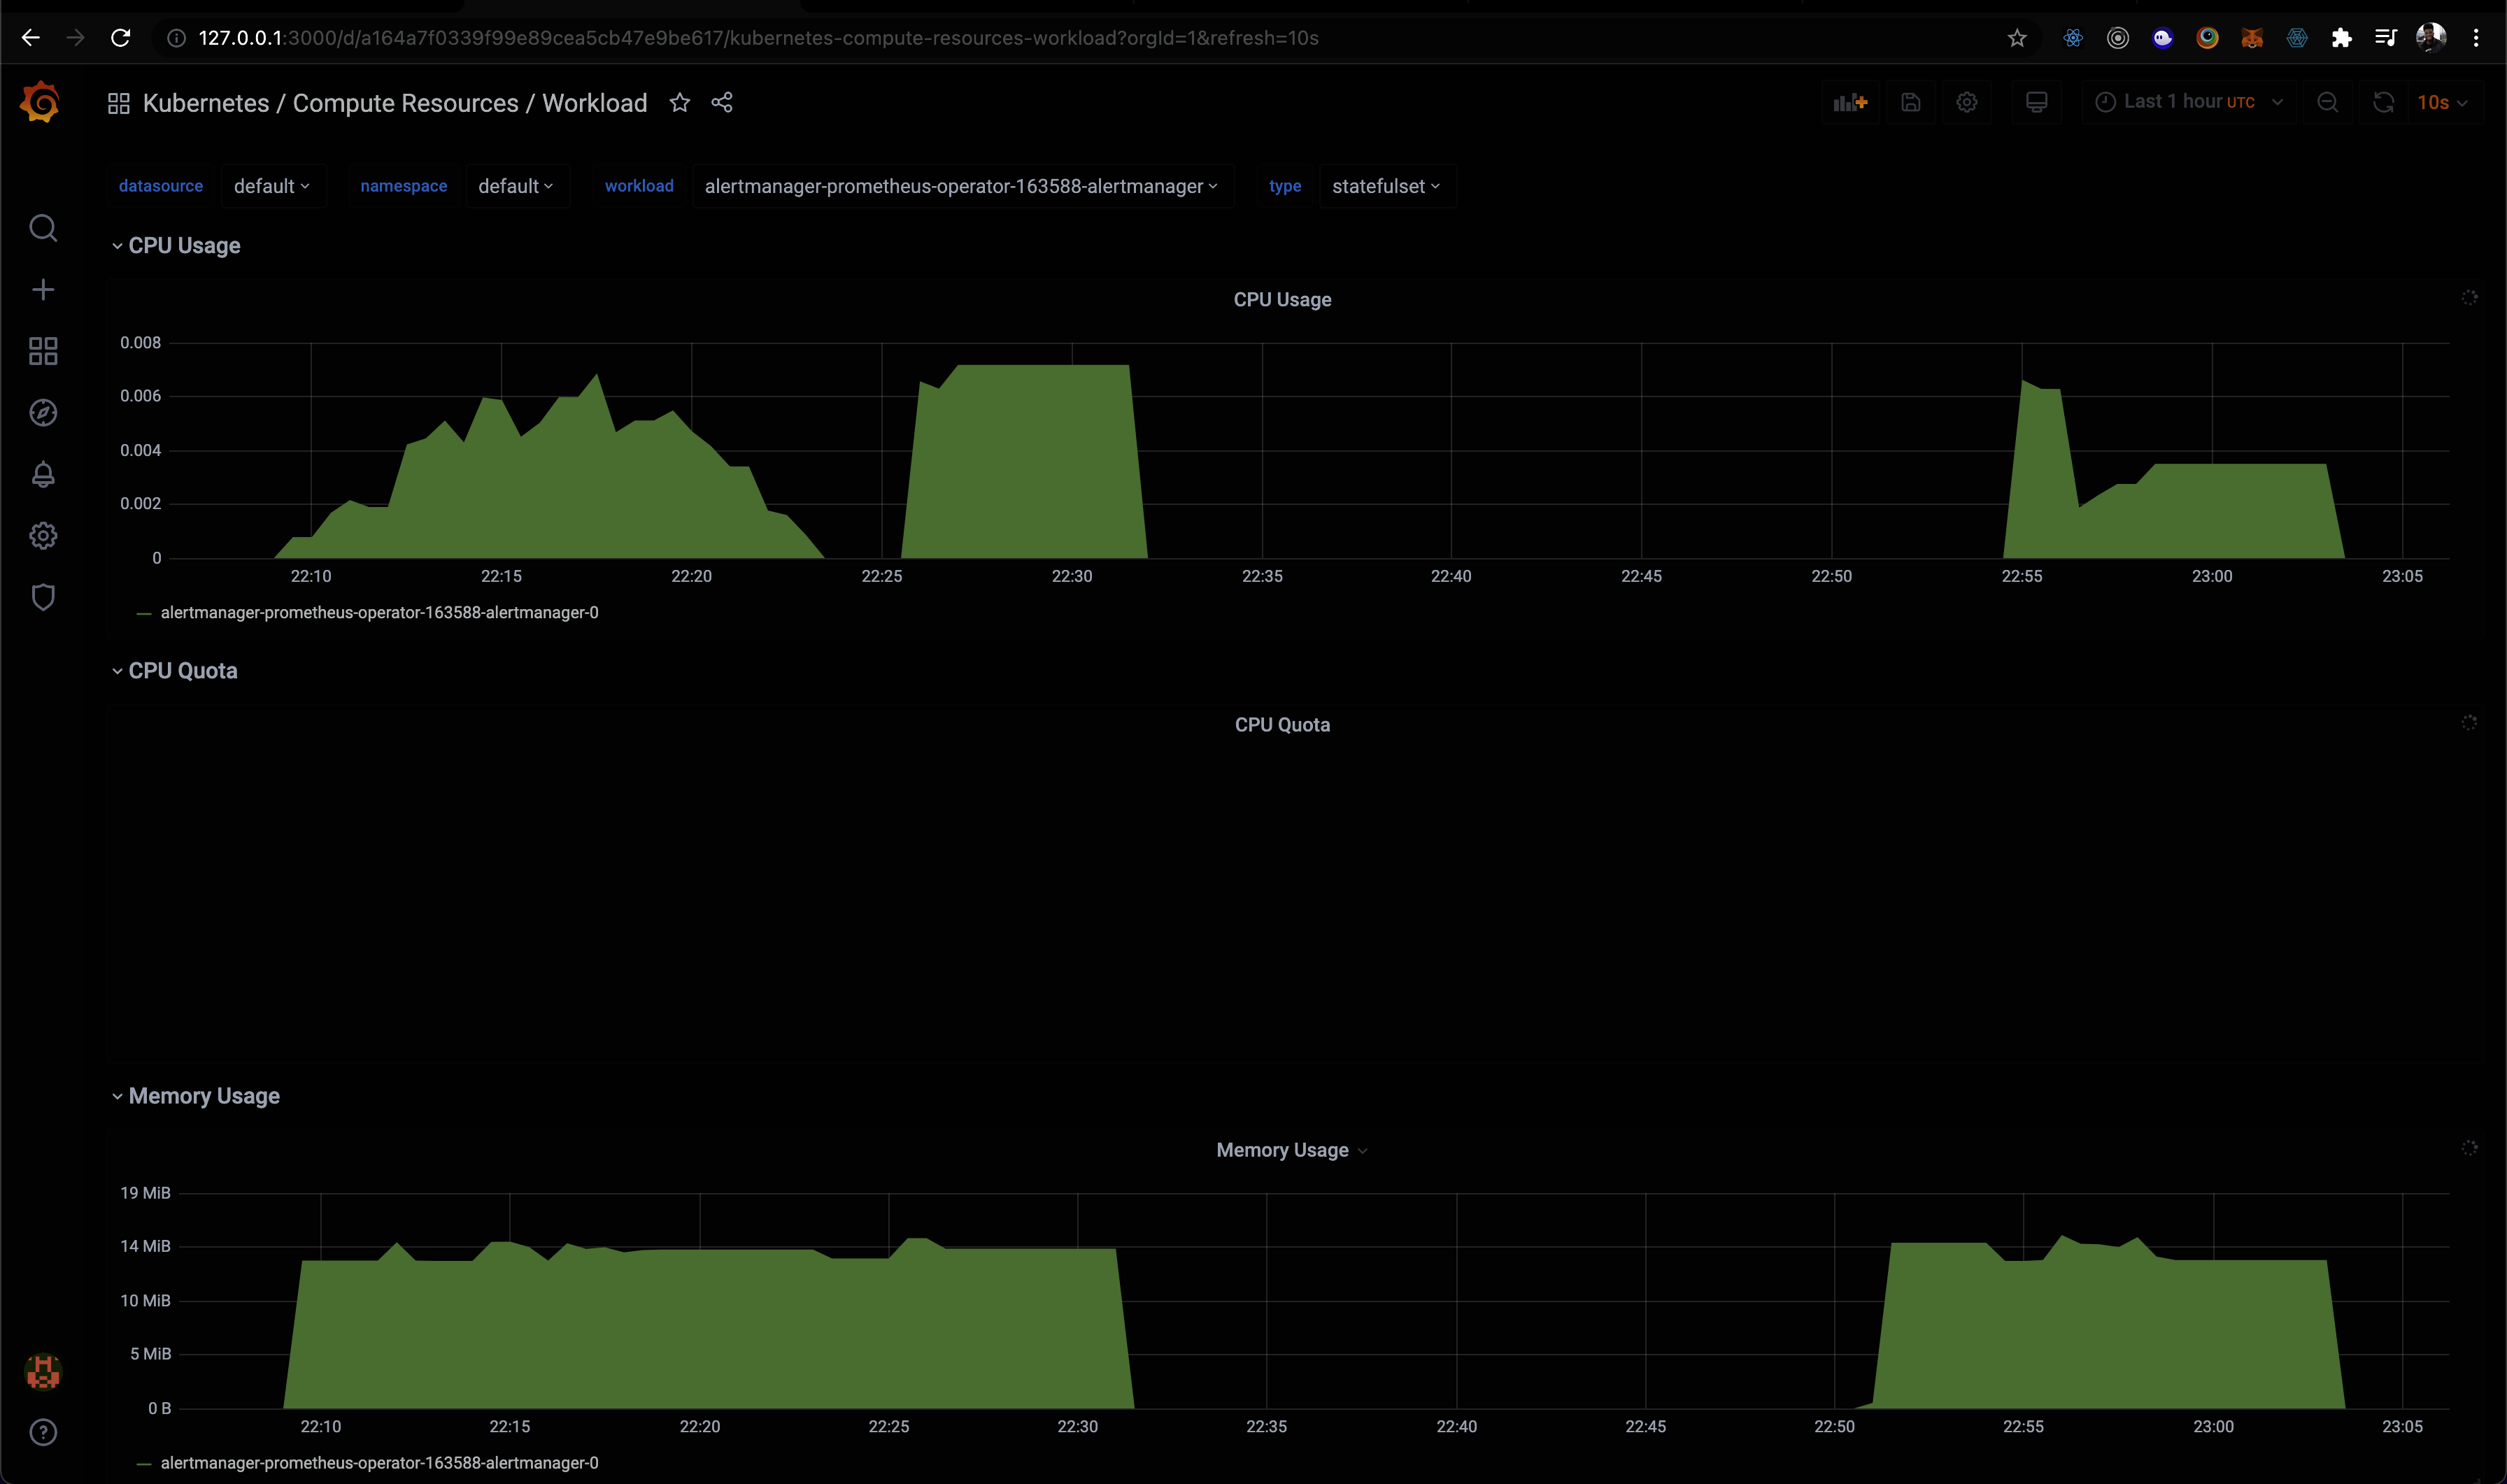 127.0.0.1:3000/d/a164a7f0339f99e89cea5cb47e9be617/kubernetes-compute-resources-workload?orgId=1&refresh=10s
Kubernetes / Compute Resources / Workload
Last 1 hour UTC
10s
datasource default namespace default workload alertmanager-prometheus-operator-163588-alertmanager type statefulset
CPU Usage
CPU Usage
0.008
0.006
0.004
0.002
0
22:10 22:15 22:20 22:25 22:30 22:35 22:40 22:45 22:50 22:55 23:00 23:05
alertmanager-prometheus-operator-163588-alertmanager-0
CPU Quota
CPU Quota
Memory Usage
Memory Usage
19 MiB
14 MiB
10 MiB
5 MiB
0 B
22:10 22:15 22:20 22:25 22:30 22:35 22:40 22:45 22:50 22:55 23:00 23:05
alertmanager-prometheus-operator-163588-alertmanager-0